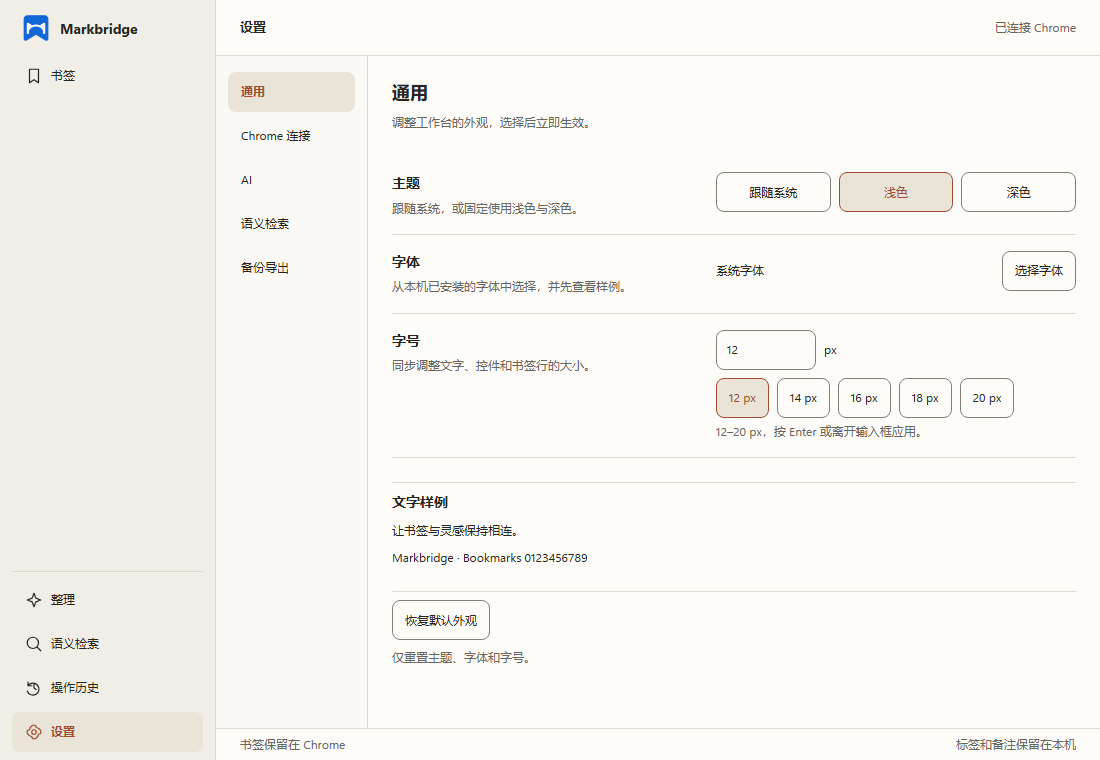 Markbridge
书签
整理
语义检索
操作历史
设置
设置
已连接 Chrome
通用
Chrome 连接
AI
语义检索
备份导出
通用
调整工作台的外观，选择后立即生效。
主题
跟随系统，或固定使用浅色与深色。
跟随系统
浅色
深色
字体
从本机已安装的字体中选择，并先查看样例。
系统字体
选择字体
字号
同步调整文字、控件和书签行的大小。
12
px
12 px
14 px
16 px
18 px
20 px
12–20 px，按 Enter 或离开输入框应用。
文字样例
让书签与灵感保持相连。
Markbridge · Bookmarks 0123456789
恢复默认外观
仅重置主题、字体和字号。
书签保留在 Chrome
标签和备注保留在本机